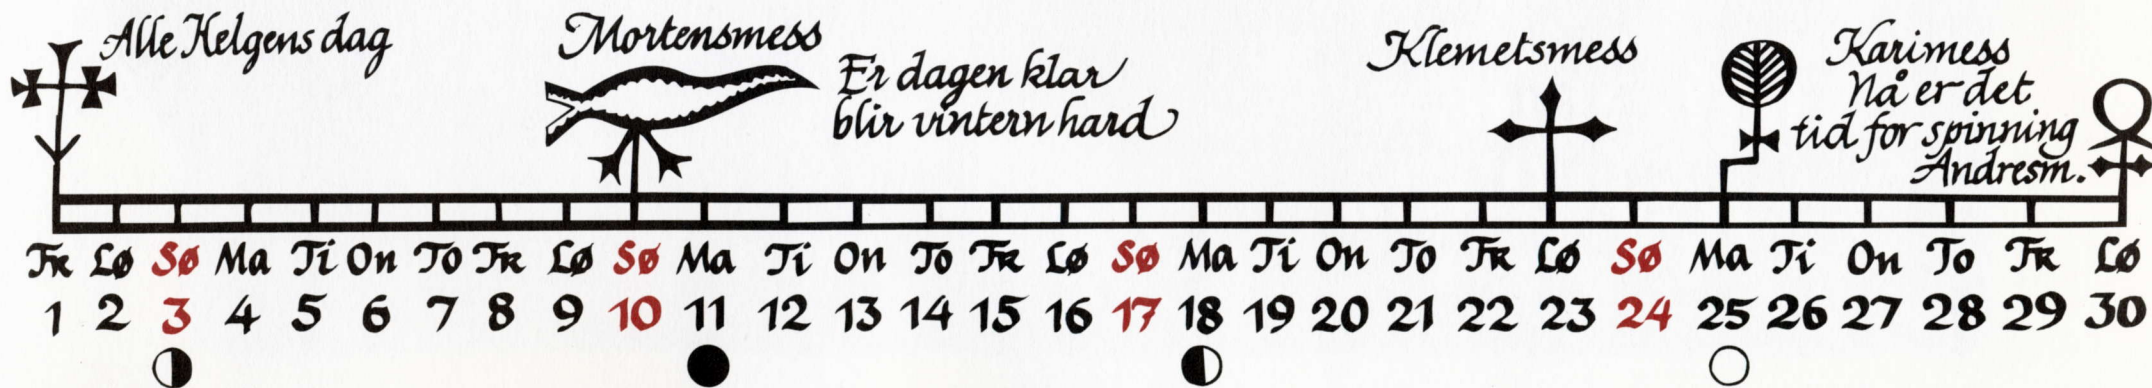 Alle Helgens dag
Mortensmess
Er dagen klar
blir vintern hard
Klemetsmess
Karimess
Nå er det
tid for spinning
Andresm.
Fr Lø Sø Ma Ti On To Fr Lø Sø Ma Ti On To Fr Lø Sø Ma Ti On To Fr Lø Sø Ma Ti On To Fr Lø
1 2 3 4 5 6 7 8 9 10 11 12 13 14 15 16 17 18 19 20 21 22 23 24 25 26 27 28 29 30